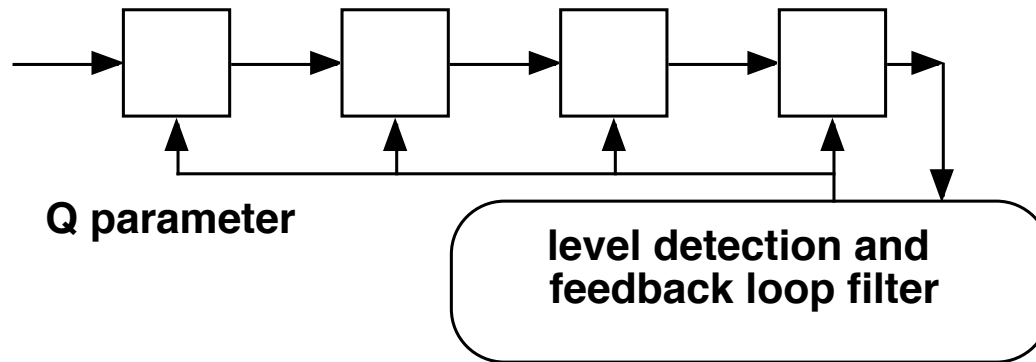 Q parameter
level detection and
feedback loop filter